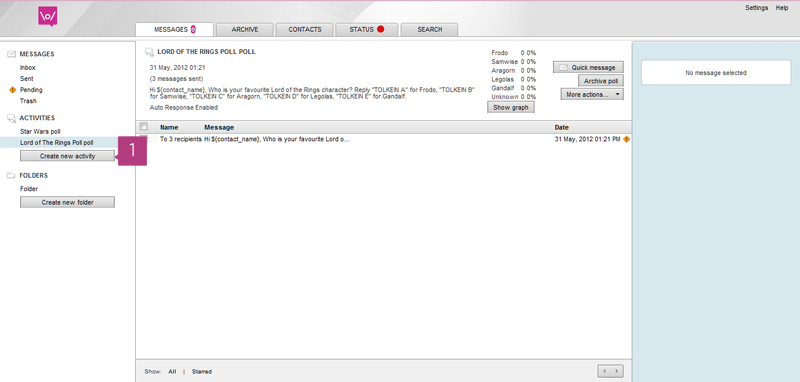 Settings Help
\o/
MESSAGES 0
ARCHIVE
CONTACTS
STATUS
SEARCH
MESSAGES
Inbox
Sent
Pending
Trash
ACTIVITIES
Star Wars poll
Lord of The Rings Poll poll
Create new activity
1
FOLDERS
Folder
Create new folder
LORD OF THE RINGS POLL POLL
31 May, 2012 01:21
(3 messages sent)
Hi ${contact_name}, Who is your favourite Lord of the Rings character? Reply "TOLKEIN A" for Frodo, "TOLKEIN B"
for Samwise, "TOLKEIN C" for Aragorn, "TOLKEIN D" for Legolas, "TOLKEIN E" for Gandalf.
Auto Response Enabled
Frodo 0 0%
Samwise 0 0%
Aragorn 0 0%
Legolas 0 0%
Gandalf 0 0%
Unknown 0 0%
Show graph
Quick message
Archive poll
More actions...
Name Message Date
To 3 recipients Hi ${contact_name}, Who is your favourite Lord o... 31 May, 2012 01:21 PM
Show: All | Starred
No message selected